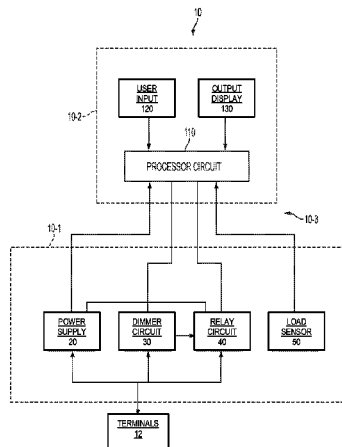 10
10-2
USER
INPUT
120
OUTPUT
DISPLAY
130
110
PROCESSOR CIRCUIT
10-3
10-1
POWER
SUPPLY
20
DIMMER
CIRCUIT
30
RELAY
CIRCUIT
40
LOAD
SENSOR
50
TERMINALS
12